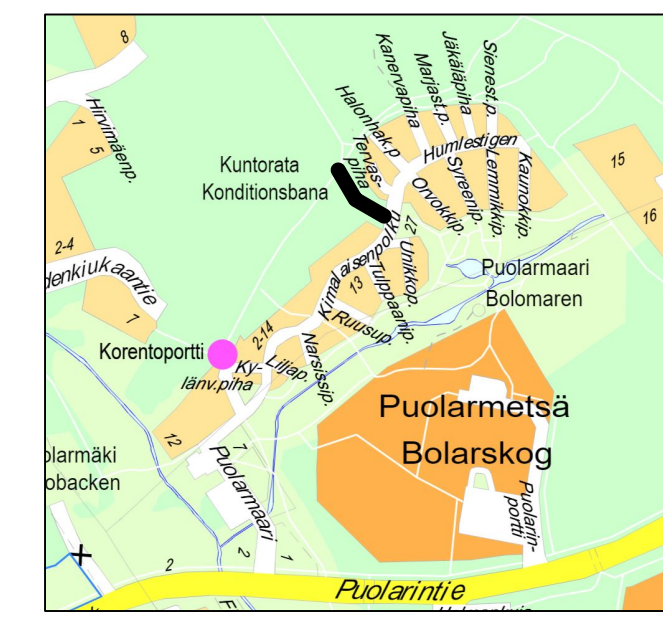 8
Hirvimäenp.
1
5
2-4
denkiukaantie
7
Kuntorata
Konditionsbana
Halonhak.p
Kanervapiha
Marjast.p.
Jäkäläpiha
Sienest.p.
Tervas-
piha
Humlestigen
Orvokkip.
Syreenip.
Lemmikkip.
Kaunokkip.
15
16
27
Kimalaisenpolku
Unikkop.
Tulppaanip.
13
Ruusup.
Puolarmaari
Bolomaren
Korentoportti
2-14
Ky-
länv.piha
Liljap.
Narsissip.
12
Puolarmetsä
Bolarskog
olarmäki
obacken
7
Puolarmaari
Puolarin-
portti
2
2
1
Puolarintie